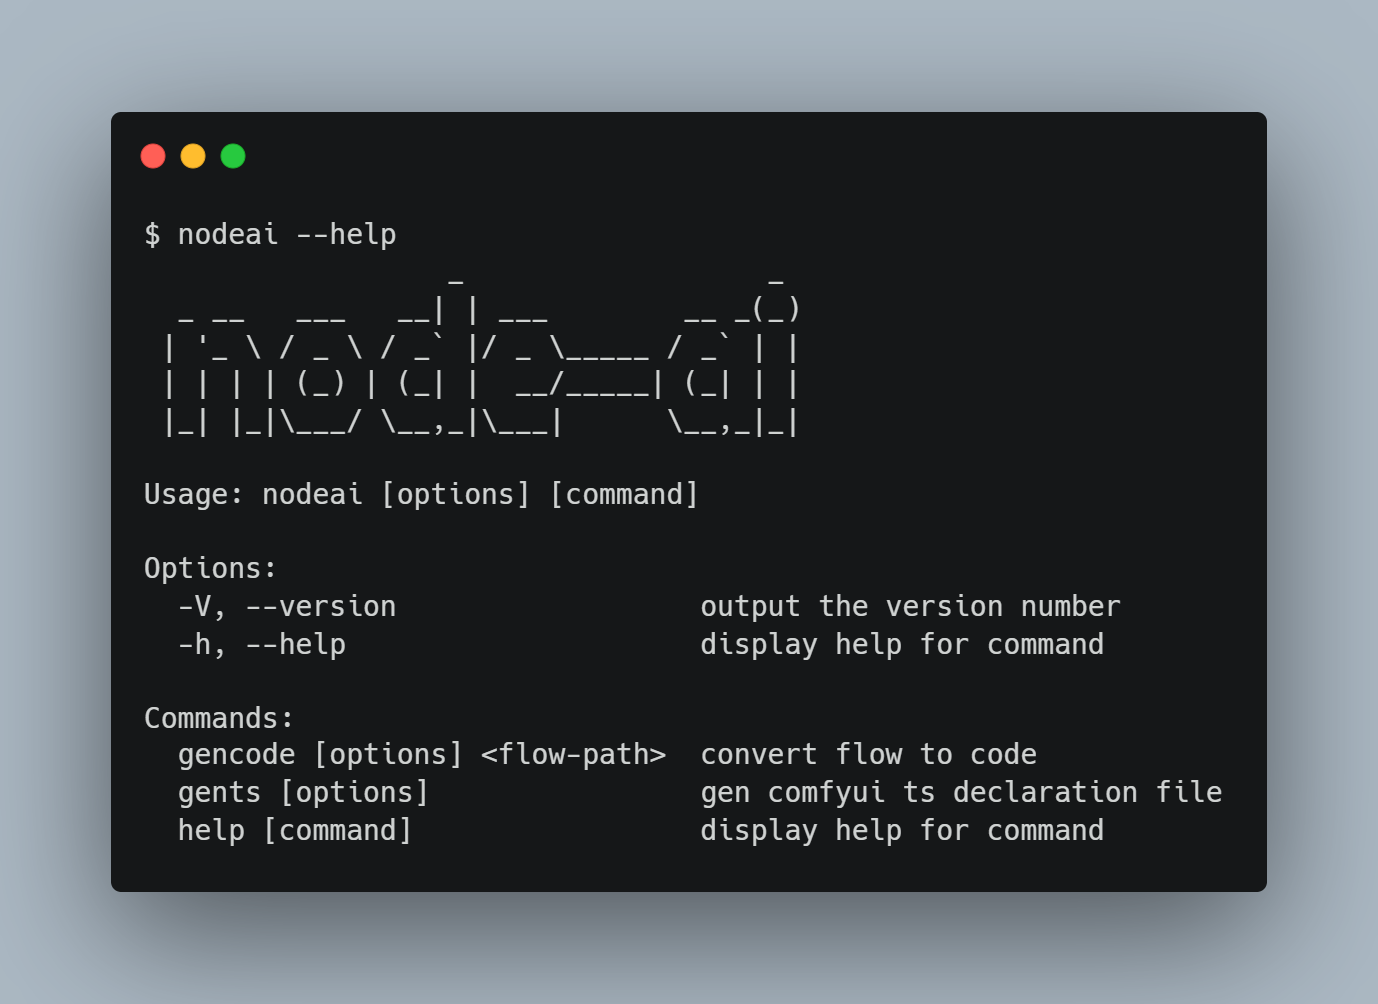 $ nodeai --help
                  _                  _
  _ __   ___   __| | ___        __ _(_)
 | '_ \ / _ \ / _` |/ _ \_____ / _` | |
 | | | | (_) | (_| |  __/_____| (_| | |
 |_| |_|\___/ \__,_|\___|      \__,_|_|
Usage: nodeai [options] [command]
Options:
  -V, --version                  output the version number
  -h, --help                     display help for command
Commands:
  gencode [options] <flow-path>  convert flow to code
  gents [options]                gen comfyui ts declaration file
  help [command]                 display help for command